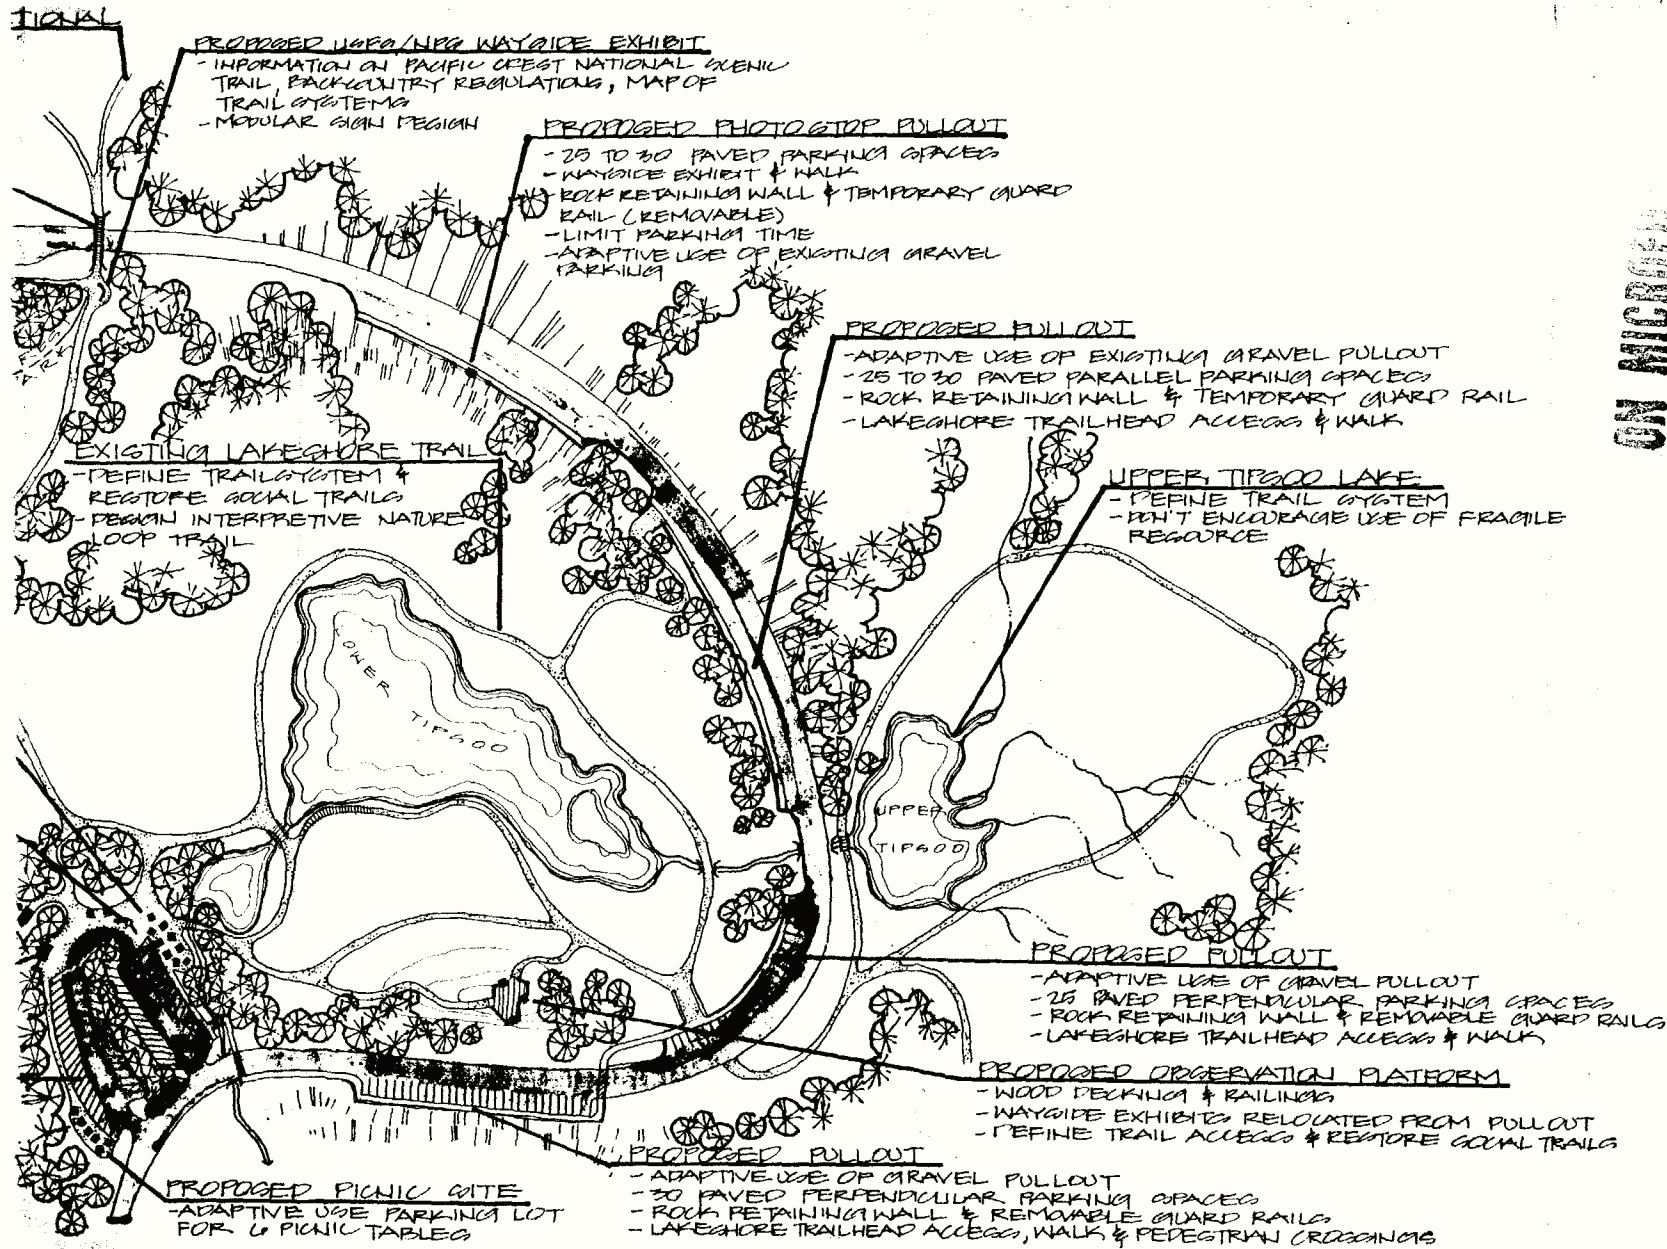 TIONAL
PROPOSED USFS/NPS WAYSIDE EXHIBIT
- INFORMATION ON PACIFIC CREST NATIONAL SCENIC
TRAIL, BACKCOUNTRY REGULATIONS, MAP OF
TRAIL SYSTEMS
- MODULAR SIGN DESIGN
PROPOSED PHOTO STOP PULLOUT
- 25 TO 30 PAVED PARKING SPACES
- WAYSIDE EXHIBIT & WALK
- ROCK RETAINING WALL & TEMPORARY GUARD
RAIL (REMOVABLE)
- LIMIT PARKING TIME
- ADAPTIVE USE OF EXISTING GRAVEL
PARKING
PROPOSED PULLOUT
- ADAPTIVE USE OF EXISTING GRAVEL PULLOUT
- 25 TO 30 PAVED PARALLEL PARKING SPACES
- ROCK RETAINING WALL & TEMPORARY GUARD RAIL
- LAKESHORE TRAILHEAD ACCESS & WALK
ON
EXISTING LAKESHORE TRAIL
- DEFINE TRAIL SYSTEM &
RESTORE SOCIAL TRAILS
- DESIGN INTERPRETIVE NATURE
LOOP TRAIL
UPPER TIPSOO LAKE
- DEFINE TRAIL SYSTEM
- DON'T ENCOURAGE USE OF FRAGILE
RESOURCE
LOWER
TIPSOO
UPPER
TIPSOO
PROPOSED PULLOUT
- ADAPTIVE USE OF GRAVEL PULLOUT
- 25 PAVED PERPENDICULAR PARKING SPACES
- ROCK RETAINING WALL & REMOVABLE GUARD RAILS
- LAKESHORE TRAILHEAD ACCESS & WALK
PROPOSED OBSERVATION PLATFORM
- WOOD DECKING & RAILINGS
- WAYSIDE EXHIBITS RELOCATED FROM PULLOUT
- DEFINE TRAIL ACCESS & RESTORE SOCIAL TRAILS
PROPOSED PULLOUT
- ADAPTIVE USE OF GRAVEL PULLOUT
- 30 PAVED PERPENDICULAR PARKING SPACES
- ROCK RETAINING WALL & REMOVABLE GUARD RAILS
- LAKESHORE TRAILHEAD ACCESS, WALK & PEDESTRIAN CROSSINGS
PROPOSED PICNIC SITE
- ADAPTIVE USE PARKING LOT
FOR 6 PICNIC TABLES